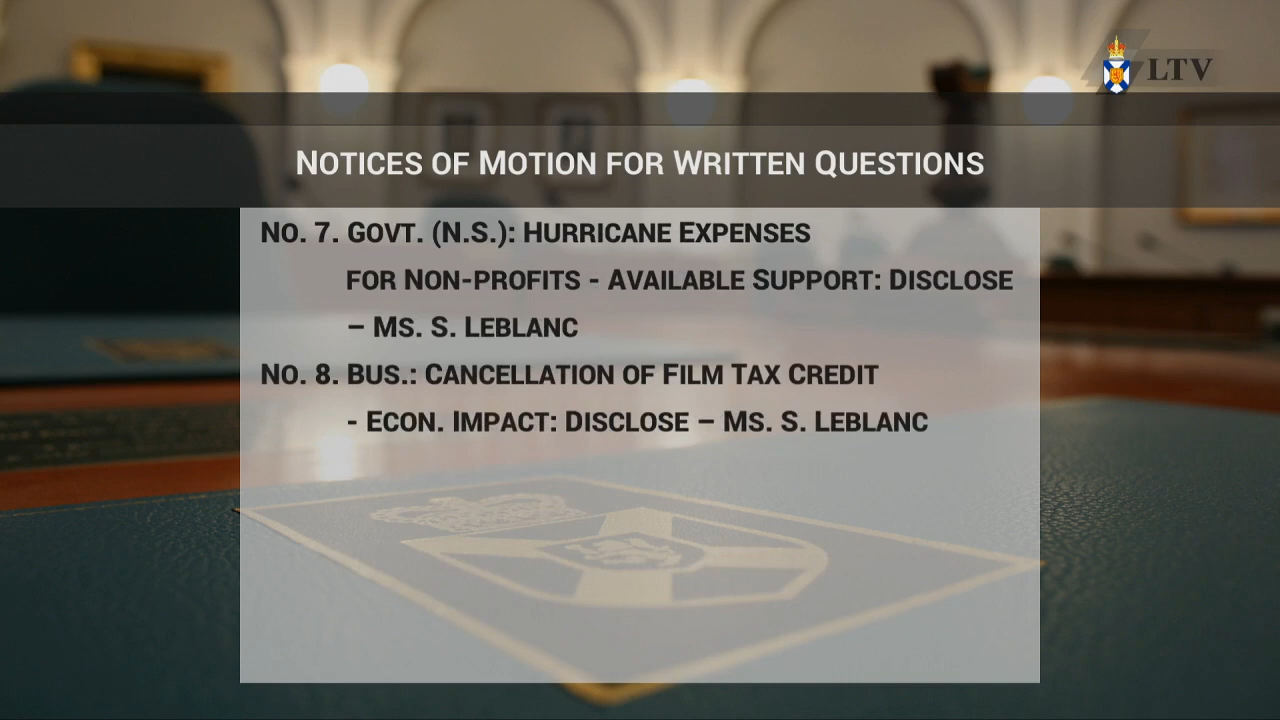 LTV
NOTICES OF MOTION FOR WRITTEN QUESTIONS
NO. 7. GOVT. (N.S.): HURRICANE EXPENSES
FOR NON-PROFITS - AVAILABLE SUPPORT: DISCLOSE
– MS. S. LEBLANC
NO. 8. BUS.: CANCELLATION OF FILM TAX CREDIT
- ECON. IMPACT: DISCLOSE – MS. S. LEBLANC